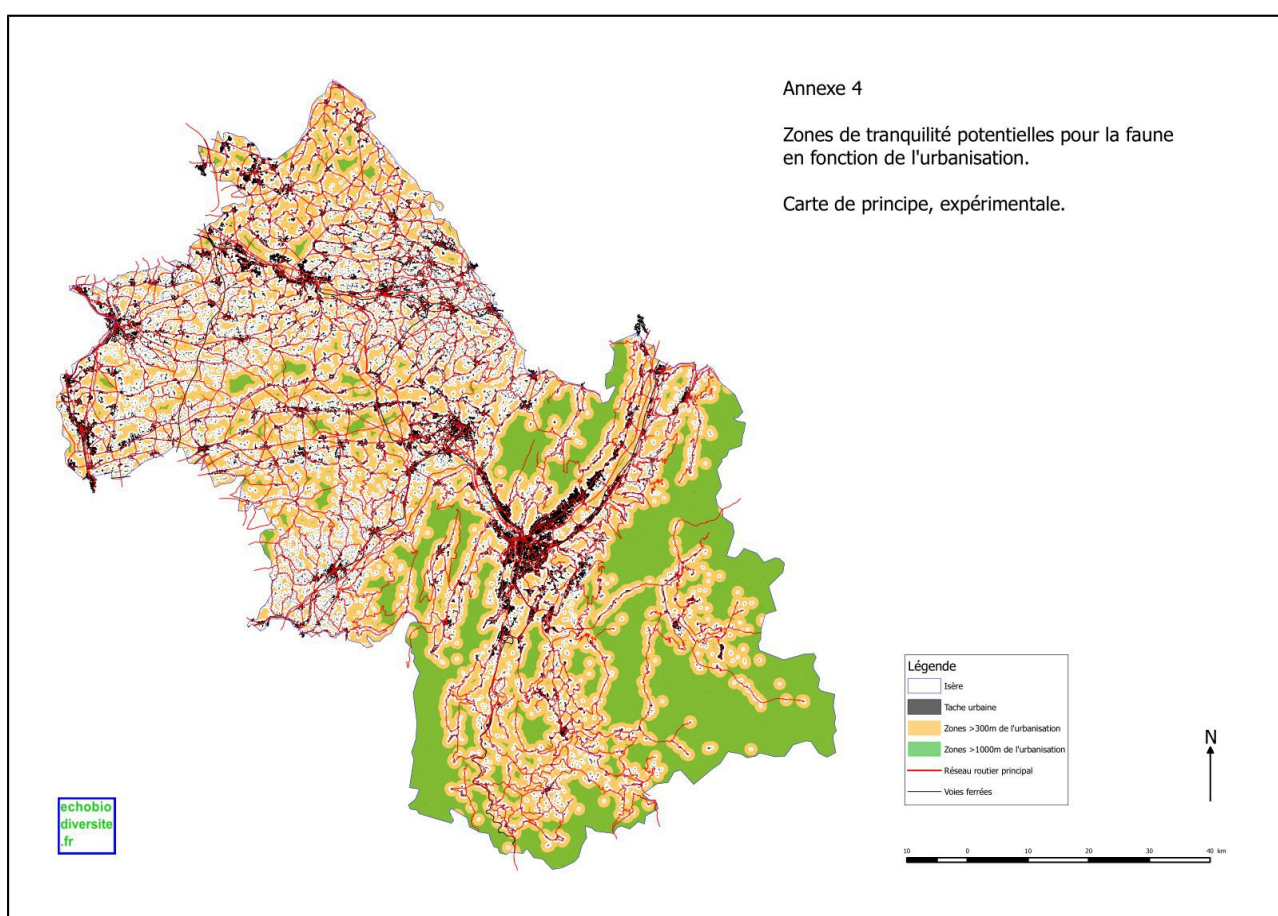 Annexe 4
Zones de tranquilité potentielles pour la faune
en fonction de l'urbanisation.
Carte de principe, expérimentale.
Légende
Isère
Tache urbaine
Zones >300m de l'urbanisation
Zones >1000m de l'urbanisation
Réseau routier principal
Voies ferrées
N
echobio
diversite
.fr
10 0 10 20 30 40 km